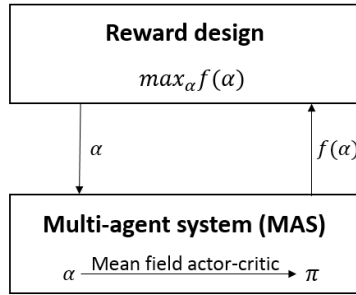 Reward design
max_α f(α)
α
f(α)
Multi-agent system (MAS)
α Mean field actor-critic π